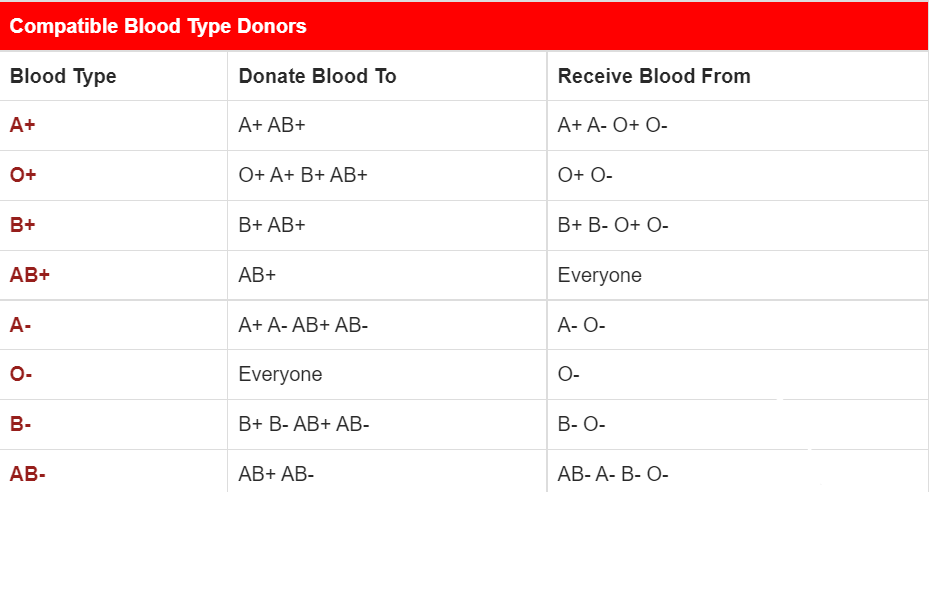 Compatible Blood Type Donors
Blood Type Donate Blood To Receive Blood From
A+ A+ AB+ A+ A- O+ O-
O+ O+ A+ B+ AB+ O+ O-
B+ B+ AB+ B+ B- O+ O-
AB+ AB+ Everyone
A- A+ A- AB+ AB- A- O-
O- Everyone O-
B- B+ B- AB+ AB- B- O-
AB- AB+ AB- AB- A- B- O-